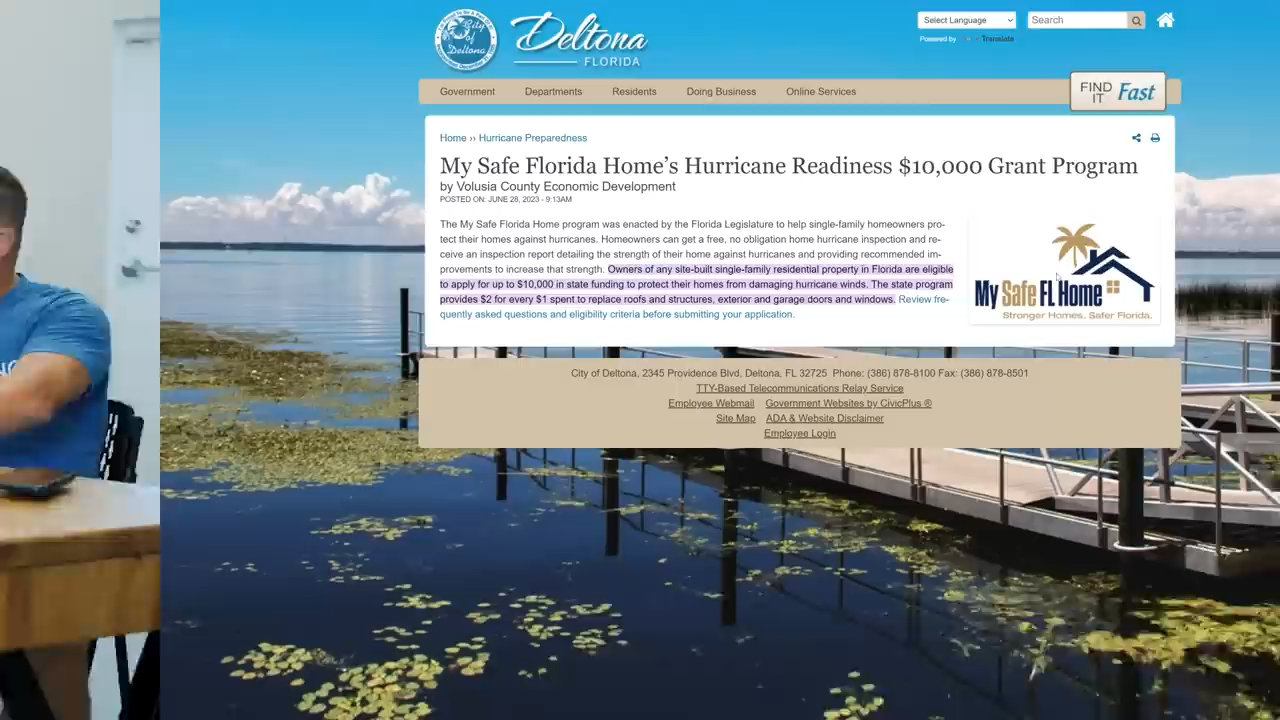 City
of
Deltona
Deltona
FLORIDA
Select Language
Search
Powered by
Translate
Government
Departments
Residents
Doing Business
Online Services
FIND
IT
Fast
Home ›› Hurricane Preparedness
My Safe Florida Home’s Hurricane Readiness $10,000 Grant Program
by Volusia County Economic Development
POSTED ON: JUNE 28, 2023 - 9:13AM
The My Safe Florida Home program was enacted by the Florida Legislature to help single-family homeowners pro-
tect their homes against hurricanes. Homeowners can get a free, no obligation home hurricane inspection and re-
ceive an inspection report detailing the strength of their home against hurricanes and providing recommended im-
provements to increase that strength. Owners of any site-built single-family residential property in Florida are eligible
to apply for up to $10,000 in state funding to protect their homes from damaging hurricane winds. The state program
provides $2 for every $1 spent to replace roofs and structures, exterior and garage doors and windows. Review fre-
quently asked questions and eligibility criteria before submitting your application.
My Safe FL Home
Stronger Homes. Safer Florida.
City of Deltona, 2345 Providence Blvd, Deltona, FL 32725 Phone: (386) 878-8100 Fax: (386) 878-8501
TTY-Based Telecommunications Relay Service
Employee Webmail Government Websites by CivicPlus ®
Site Map ADA & Website Disclaimer
Employee Login